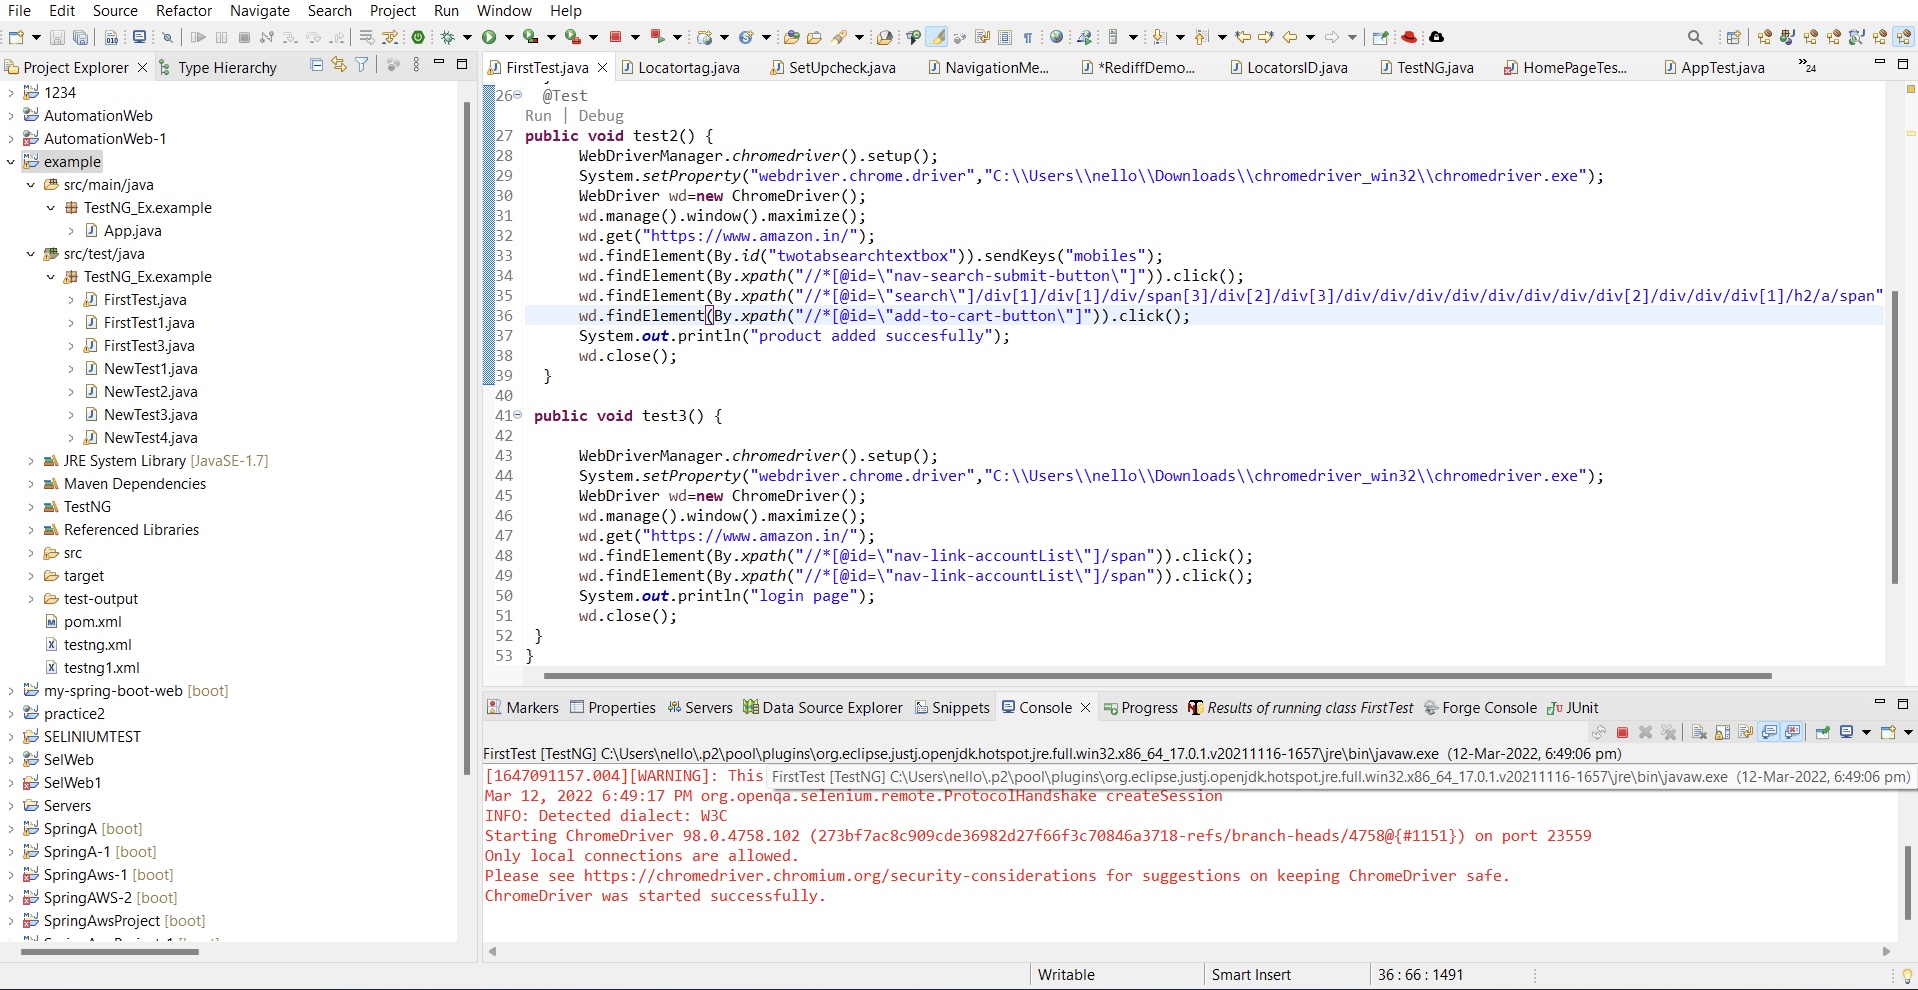 File Edit Source Refactor Navigate Search Project Run Window Help
Project Explorer Type Hierarchy
1234
AutomationWeb
AutomationWeb-1
example
src/main/java
TestNG_Ex.example
App.java
src/test/java
TestNG_Ex.example
FirstTest.java
FirstTest1.java
FirstTest3.java
NewTest1.java
NewTest2.java
NewTest3.java
NewTest4.java
JRE System Library [JavaSE-1.7]
Maven Dependencies
TestNG
Referenced Libraries
src
target
test-output
pom.xml
testng.xml
testng1.xml
my-spring-boot-web [boot]
practice2
SELINIUMTEST
SelWeb
SelWeb1
Servers
SpringA [boot]
SpringA-1 [boot]
SpringAws-1 [boot]
SpringAWS-2 [boot]
SpringAwsProject [boot]
FirstTest.java Locatortag.java SetUpcheck.java NavigationMe... *RediffDemo... LocatorsID.java TestNG.java HomePageTes... AppTest.java »24
26 @Test
Run | Debug
27 public void test2() {
28 WebDriverManager.chromedriver().setup();
29 System.setProperty("webdriver.chrome.driver","C:\\Users\\nello\\Downloads\\chromedriver_win32\\chromedriver.exe");
30 WebDriver wd=new ChromeDriver();
31 wd.manage().window().maximize();
32 wd.get("https://www.amazon.in/");
33 wd.findElement(By.id("twotabsearchtextbox")).sendKeys("mobiles");
34 wd.findElement(By.xpath("//*[@id=\"nav-search-submit-button\"]")).click();
35 wd.findElement(By.xpath("//*[@id=\"search\"]/div[1]/div[1]/div/span[3]/div[2]/div[3]/div/div/div/div/div/div/div/div[2]/div/div/div[1]/h2/a/span"
36 wd.findElement(By.xpath("//*[@id=\"add-to-cart-button\"]")).click();
37 System.out.println("product added succesfully");
38 wd.close();
39 }
40
41 public void test3() {
42
43 WebDriverManager.chromedriver().setup();
44 System.setProperty("webdriver.chrome.driver","C:\\Users\\nello\\Downloads\\chromedriver_win32\\chromedriver.exe");
45 WebDriver wd=new ChromeDriver();
46 wd.manage().window().maximize();
47 wd.get("https://www.amazon.in/");
48 wd.findElement(By.xpath("//*[@id=\"nav-link-accountList\"]/span")).click();
49 wd.findElement(By.xpath("//*[@id=\"nav-link-accountList\"]/span")).click();
50 System.out.println("login page");
51 wd.close();
52 }
53 }
Markers Properties Servers Data Source Explorer Snippets Console Progress Results of running class FirstTest Forge Console JUnit
FirstTest [TestNG] C:\Users\nello\.p2\pool\plugins\org.eclipse.justj.openjdk.hotspot.jre.full.win32.x86_64_17.0.1.v20211116-1657\jre\bin\javaw.exe (12-Mar-2022, 6:49:06 pm)
[1647091157.004][WARNING]: This
FirstTest [TestNG] C:\Users\nello\.p2\pool\plugins\org.eclipse.justj.openjdk.hotspot.jre.full.win32.x86_64_17.0.1.v20211116-1657\jre\bin\javaw.exe (12-Mar-2022, 6:49:06 pm)
Mar 12, 2022 6:49:17 PM org.openqa.selenium.remote.ProtocolHandshake createSession
INFO: Detected dialect: W3C
Starting ChromeDriver 98.0.4758.102 (273bf7ac8c909cde36982d27f66f3c70846a3718-refs/branch-heads/4758@{#1151}) on port 23559
Only local connections are allowed.
Please see https://chromedriver.chromium.org/security-considerations for suggestions on keeping ChromeDriver safe.
ChromeDriver was started successfully.
Writable Smart Insert 36 : 66 : 1491